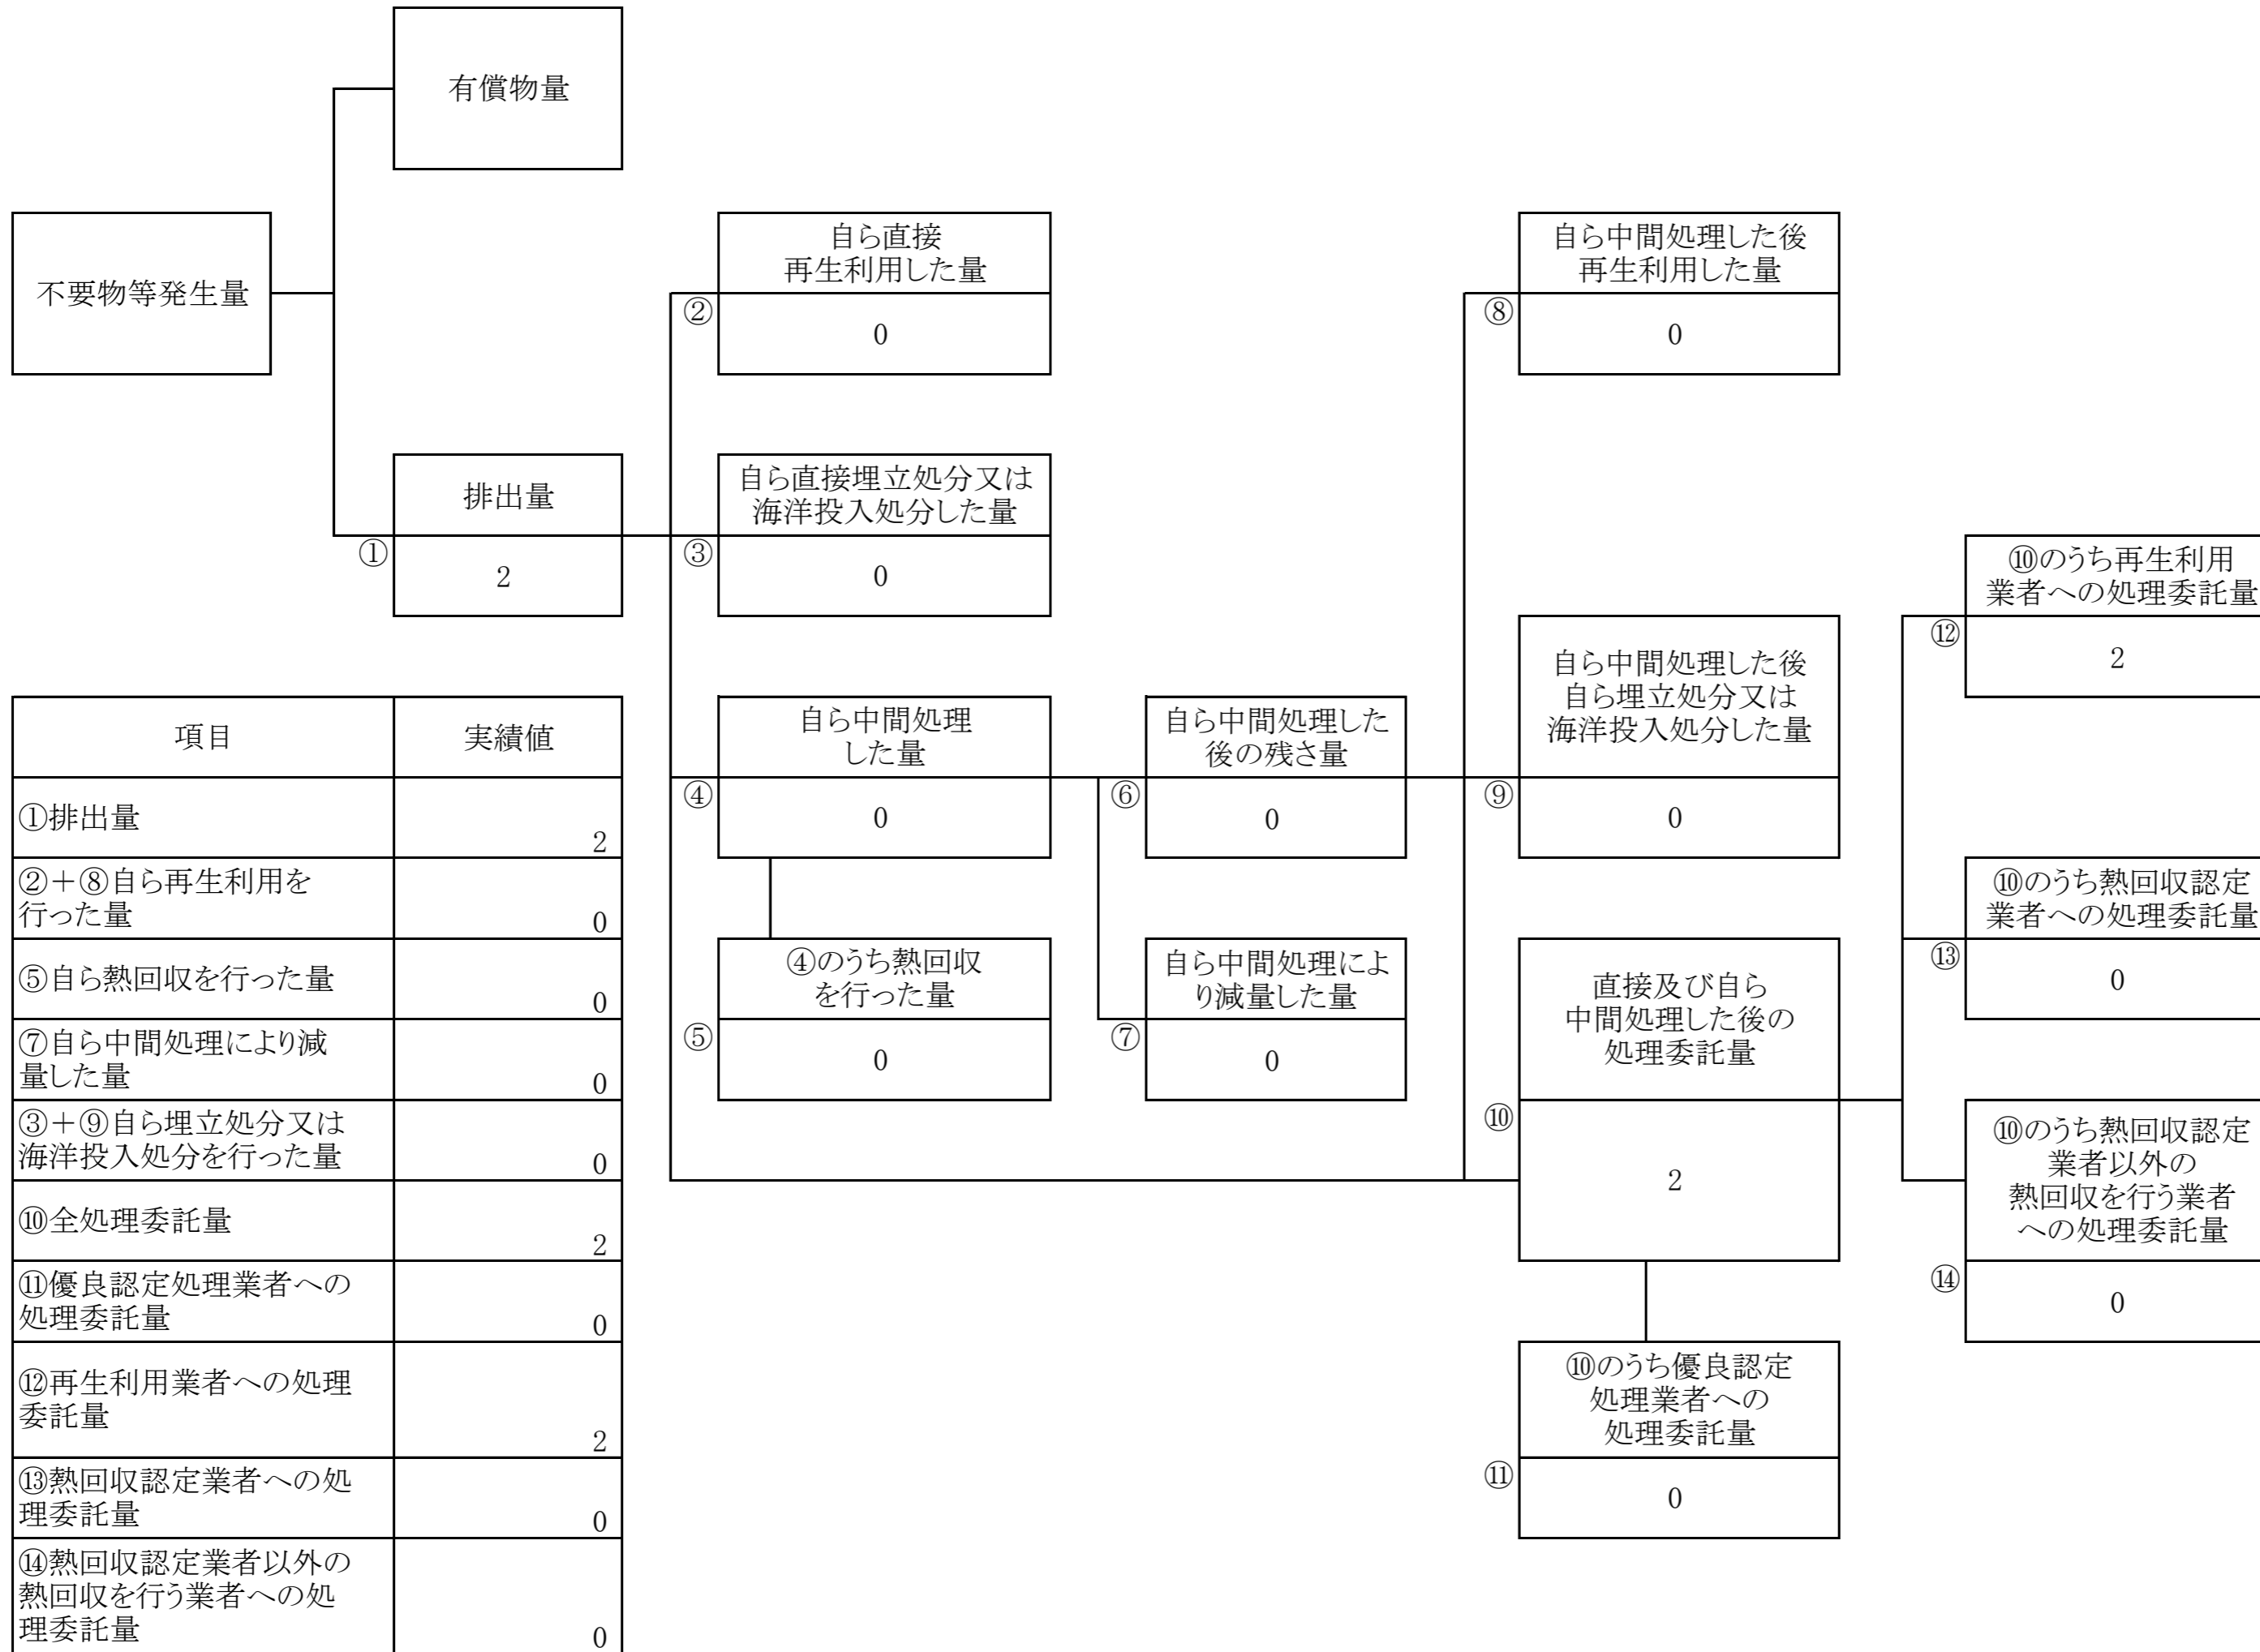 有償物量
不要物等発生量
自ら直接
再生利用した量
②
0
自ら中間処理した後
再生利用した量
⑧
0
排出量
①
2
自ら直接埋立処分又は
海洋投入処分した量
③
0
⑩のうち再生利用
業者への処理委託量
⑫
2
自ら中間処理
した量
④
0
自ら中間処理した
後の残さ量
⑥
0
自ら中間処理した後
自ら埋立処分又は
海洋投入処分した量
⑨
0
⑩のうち熱回収認定
業者への処理委託量
⑬
0
④のうち熱回収
を行った量
⑤
0
自ら中間処理によ
り減量した量
⑦
0
直接及び自ら
中間処理した後の
処理委託量
⑩
2
⑩のうち熱回収認定
業者以外の
熱回収を行う業者
への処理委託量
⑭
0
⑩のうち優良認定
処理業者への
処理委託量
⑪
0
項目 実績値
①排出量
2
②+⑧自ら再生利用を
行った量
0
⑤自ら熱回収を行った量
0
⑦自ら中間処理により減
量した量
0
③+⑨自ら埋立処分又は
海洋投入処分を行った量
0
⑩全処理委託量
2
⑪優良認定処理業者への
処理委託量
0
⑫再生利用業者への処理
委託量
2
⑬熱回収認定業者への処
理委託量
0
⑭熱回収認定業者以外の
熱回収を行う業者への処
理委託量
0